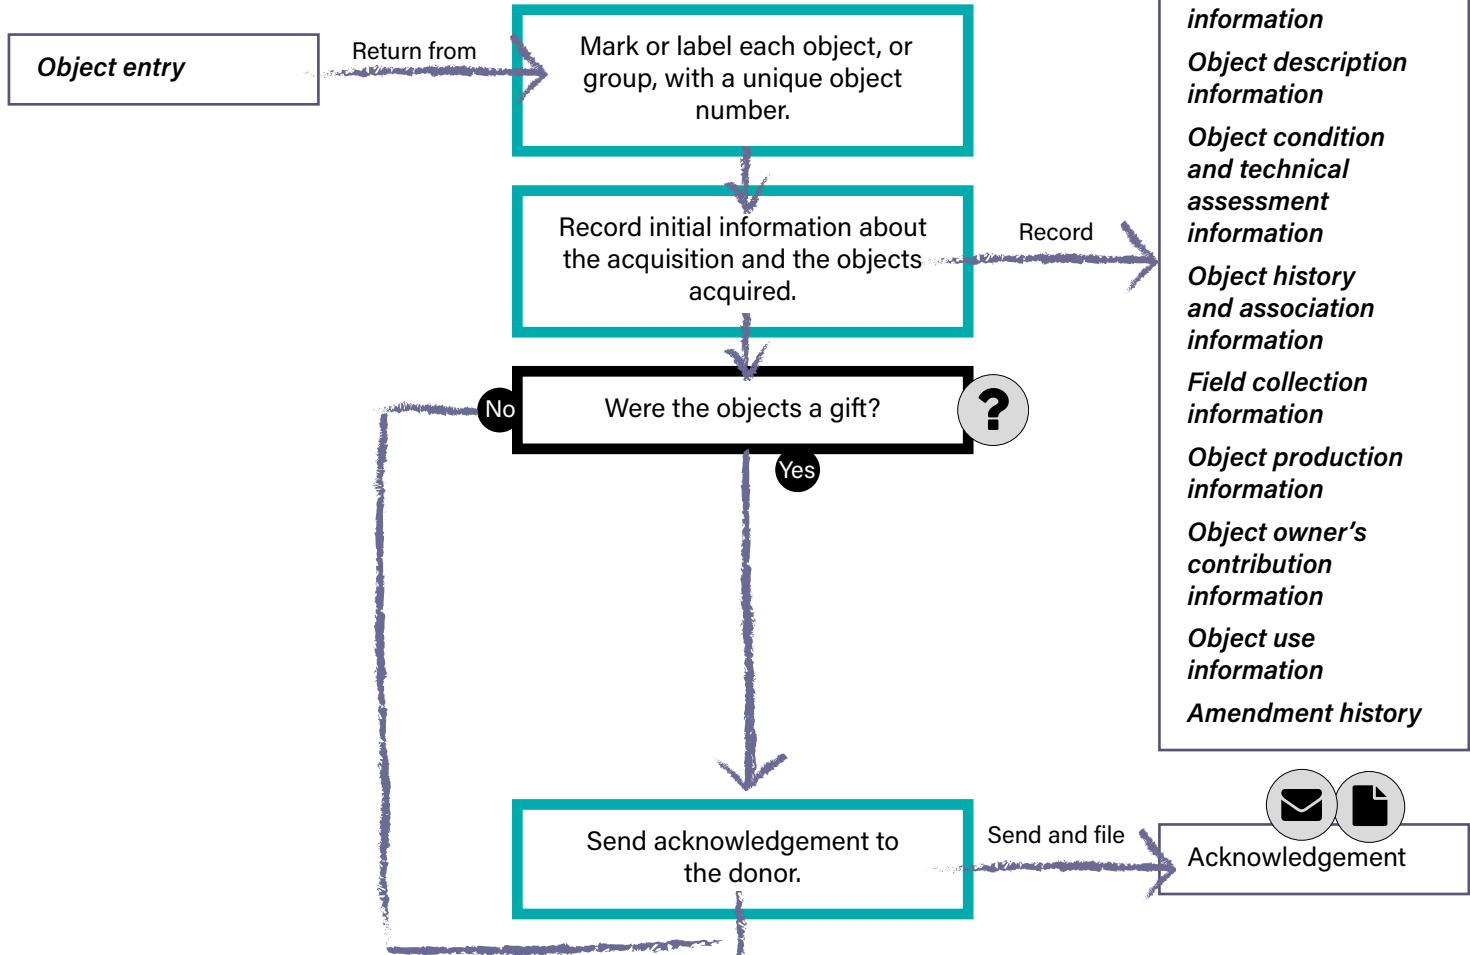 Object entry
Return from
Mark or label each object, or
group, with a unique object
number.
Record initial information about
the acquisition and the objects
acquired.
Record
information
Object description
information
Object condition
and technical
assessment
information
Object history
and association
information
Field collection
information
Object production
information
Object owner’s
contribution
information
Object use
information
Amendment history
No
Were the objects a gift?
?
Yes
Send acknowledgement to
the donor.
Send and file
Acknowledgement